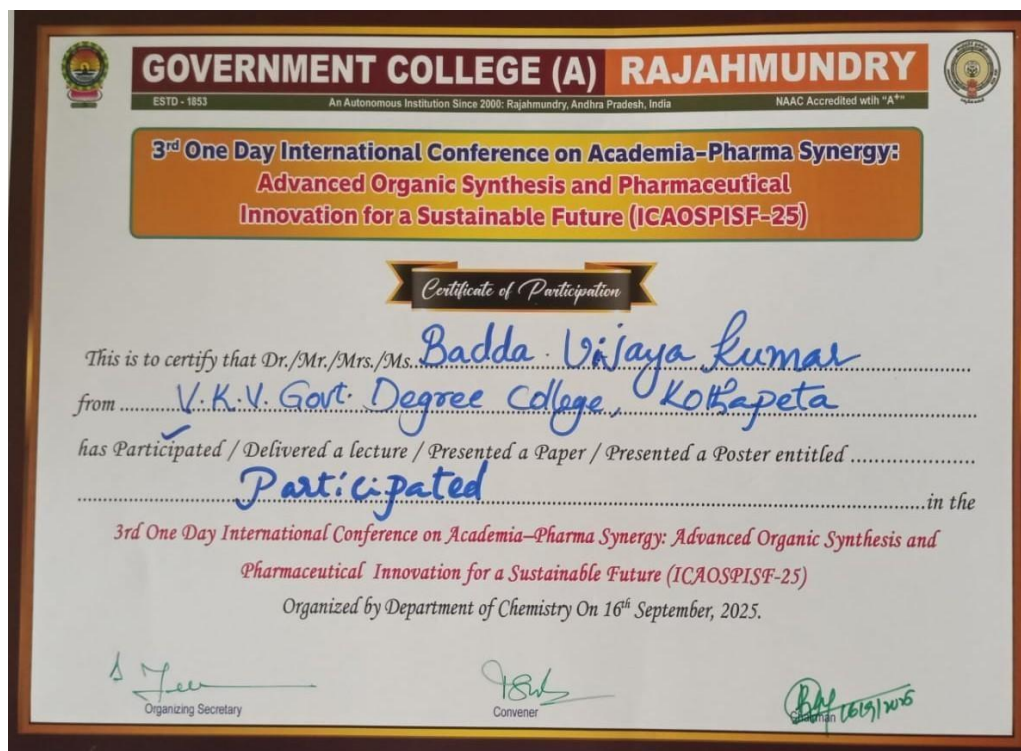 GOVERNMENT COLLEGE (A) RAJAHMUNDRY
ESTD - 1853 An Autonomous Institution Since 2000: Rajahmundry, Andhra Pradesh, India NAAC Accredited wtih "A+"
3rd One Day International Conference on Academia–Pharma Synergy:
Advanced Organic Synthesis and Pharmaceutical
Innovation for a Sustainable Future (ICAOSPISF-25)
Certificate of Participation
This is to certify that Dr./Mr./Mrs./Ms. Badda . Vijaya Kumar
from V.K.V. Govt. Degree College, Kothapeta
has Participated / Delivered a lecture / Presented a Paper / Presented a Poster entitled
Participated in the
3rd One Day International Conference on Academia–Pharma Synergy: Advanced Organic Synthesis and
Pharmaceutical Innovation for a Sustainable Future (ICAOSPISF-25)
Organized by Department of Chemistry On 16th September, 2025.
Organizing Secretary
Convener
Chairman 16/9/2025